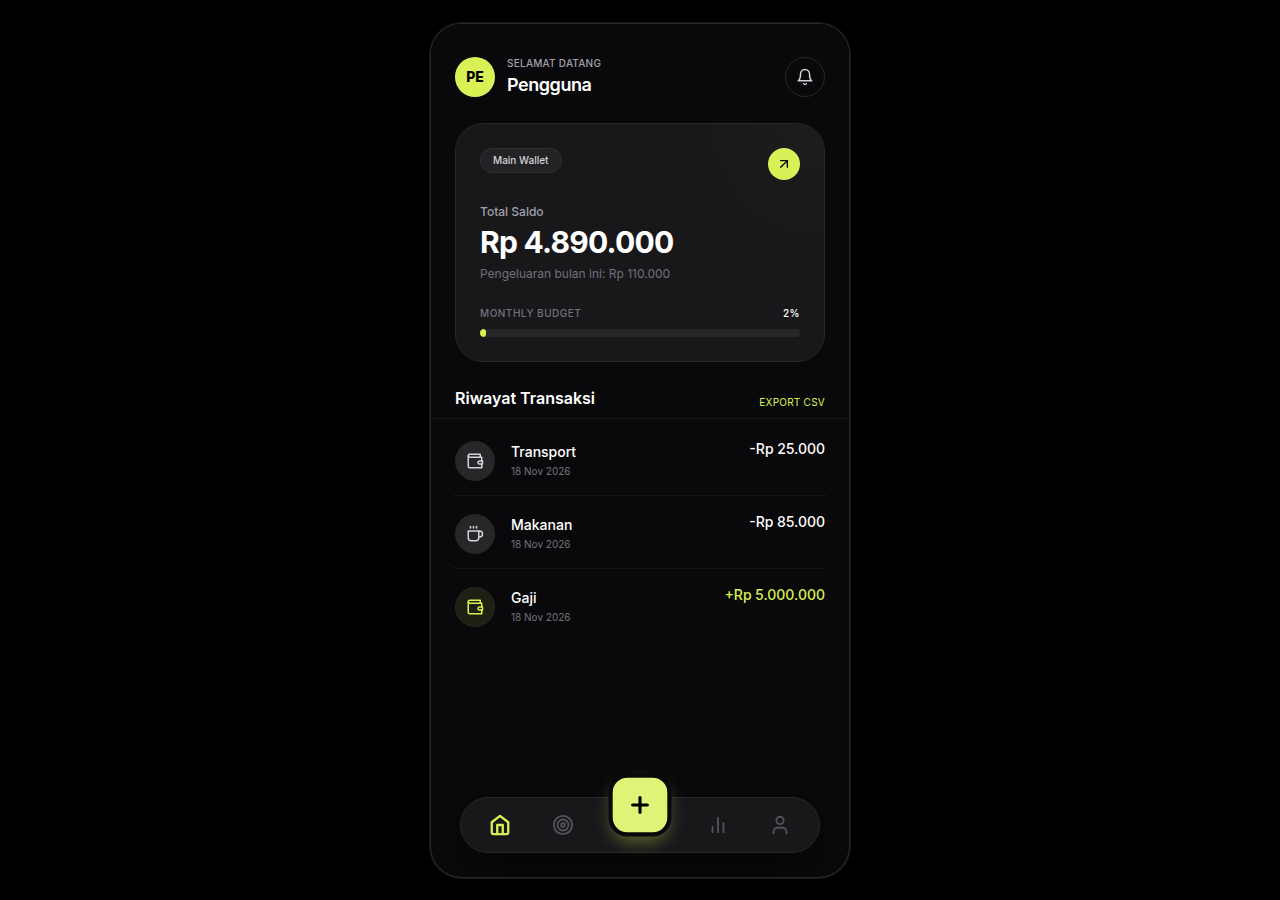 PE
SELAMAT DATANG
Pengguna
Main Wallet
Total Saldo
Rp 4.890.000
Pengeluaran bulan ini: Rp 110.000
MONTHLY BUDGET 2%
Riwayat Transaksi EXPORT CSV
Transport -Rp 25.000
18 Nov 2026
Makanan -Rp 85.000
18 Nov 2026
Gaji +Rp 5.000.000
18 Nov 2026